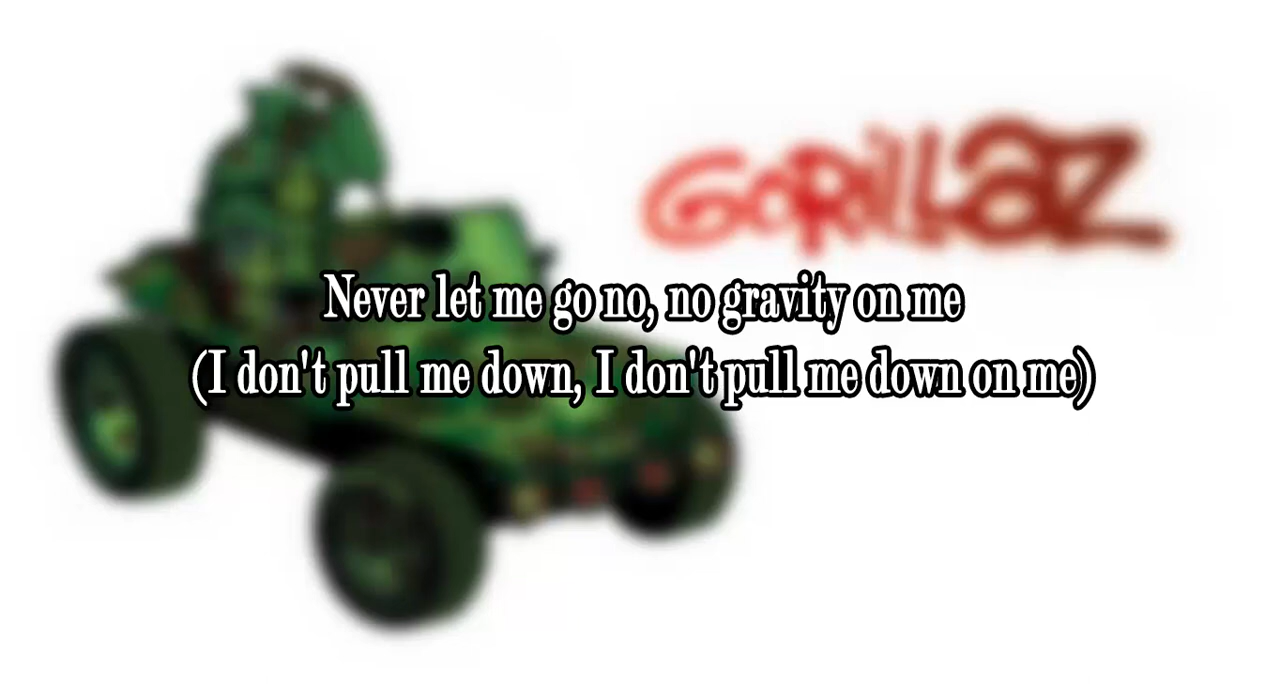 GORILLAZ
Never let me go no, no gravity on me
(I don't pull me down, I don't pull me down on me)